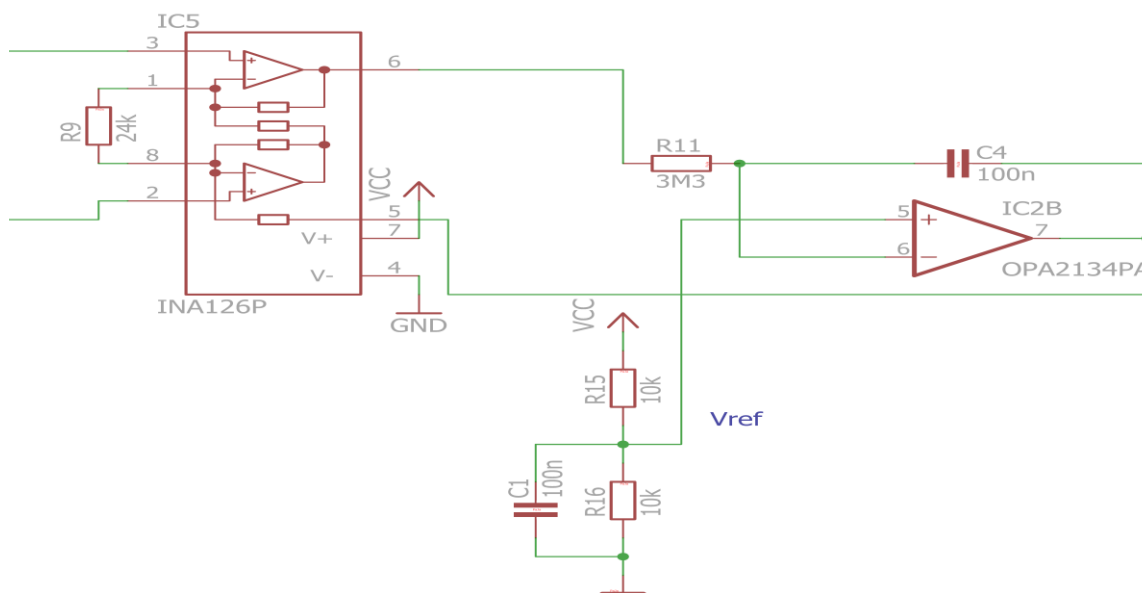 IC5
3
1
R9
24k
8
2
INA126P
6
VCC
5
7
V+
4
V-
GND
R11
3M3
C4
100n
IC2B
5
+
7
6
−
OPA2134PA
VCC
R15
10k
Vref
C1
100n
R16
10k